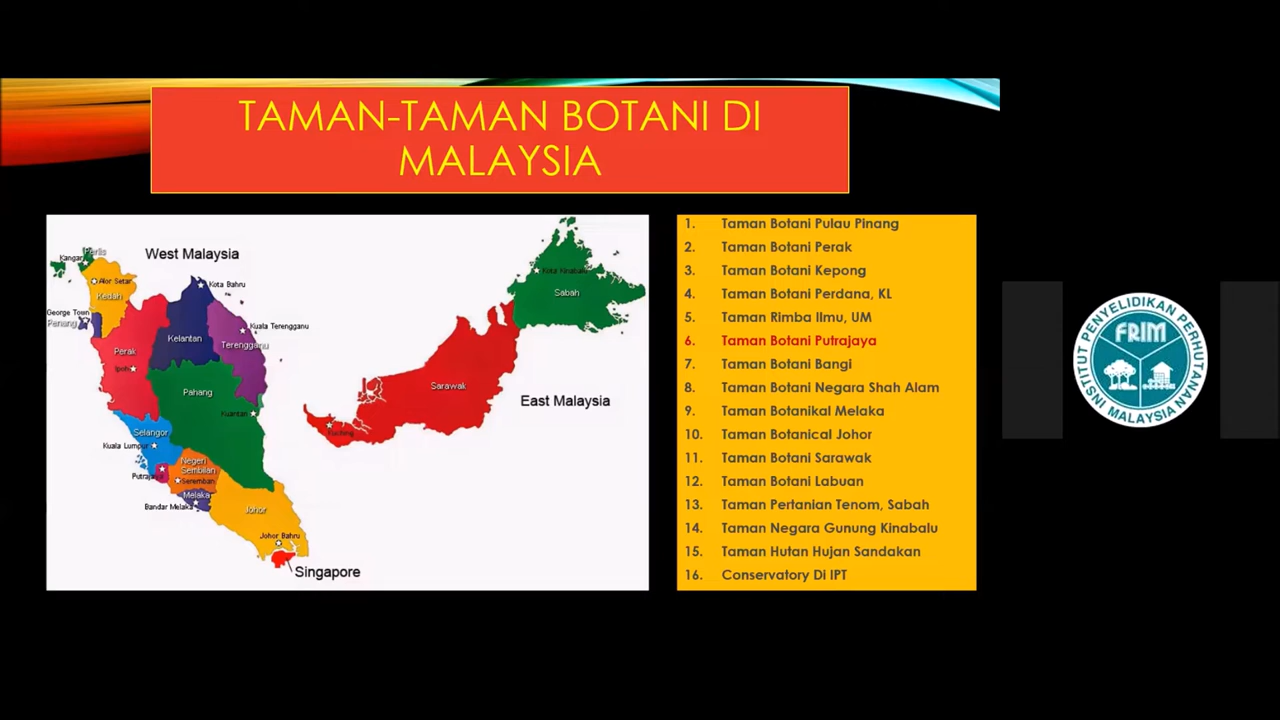 TAMAN-TAMAN BOTANI DI
MALAYSIA
West Malaysia
East Malaysia
Perlis
Kangar
Alor Setar
Kedah
George Town
Penang
Kota Bahru
Kuala Terengganu
Kelantan
Terengganu
Perak
Ipoh
Pahang
Kuantan
Selangor
Kuala Lumpur
Putrajaya
Negeri
Sembilan
Seremban
Melaka
Bandar Melaka
Johor
Johor Bahru
Singapore
Kota Kinabalu
Sabah
Sarawak
Kuching
1. Taman Botani Pulau Pinang
2. Taman Botani Perak
3. Taman Botani Kepong
4. Taman Botani Perdana, KL
5. Taman Rimba Ilmu, UM
6. Taman Botani Putrajaya
7. Taman Botani Bangi
8. Taman Botani Negara Shah Alam
9. Taman Botanikal Melaka
10. Taman Botanical Johor
11. Taman Botani Sarawak
12. Taman Botani Labuan
13. Taman Pertanian Tenom, Sabah
14. Taman Negara Gunung Kinabalu
15. Taman Hutan Hujan Sandakan
16. Conservatory Di IPT
INSTITUT PENYELIDIKAN PERHUTANAN MALAYSIA
FRIM